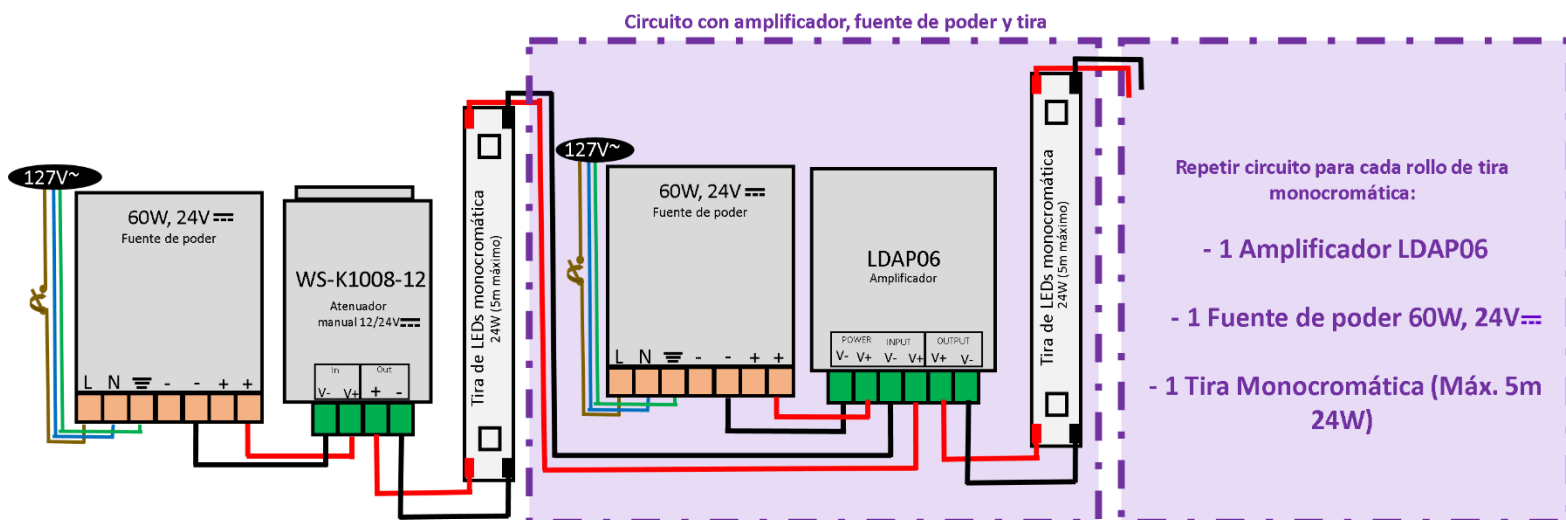 Circuito con amplificador, fuente de poder y tira
127V~
60W, 24V
Fuente de poder
L N - - + +
WS-K1008-12
Atenuador
manual 12/24V
In Out
V- V+ + -
Tira de LEDs monocromática
24W (5m máximo)
127V~
60W, 24V
Fuente de poder
L N - - + +
LDAP06
Amplificador
POWER INPUT OUTPUT
V- V+ V- V+ V+ V-
Tira de LEDs monocromática
24W (5m máximo)
Repetir circuito para cada rollo de tira
monocromática:
- 1 Amplificador LDAP06
- 1 Fuente de poder 60W, 24V
- 1 Tira Monocromática (Máx. 5m
24W)